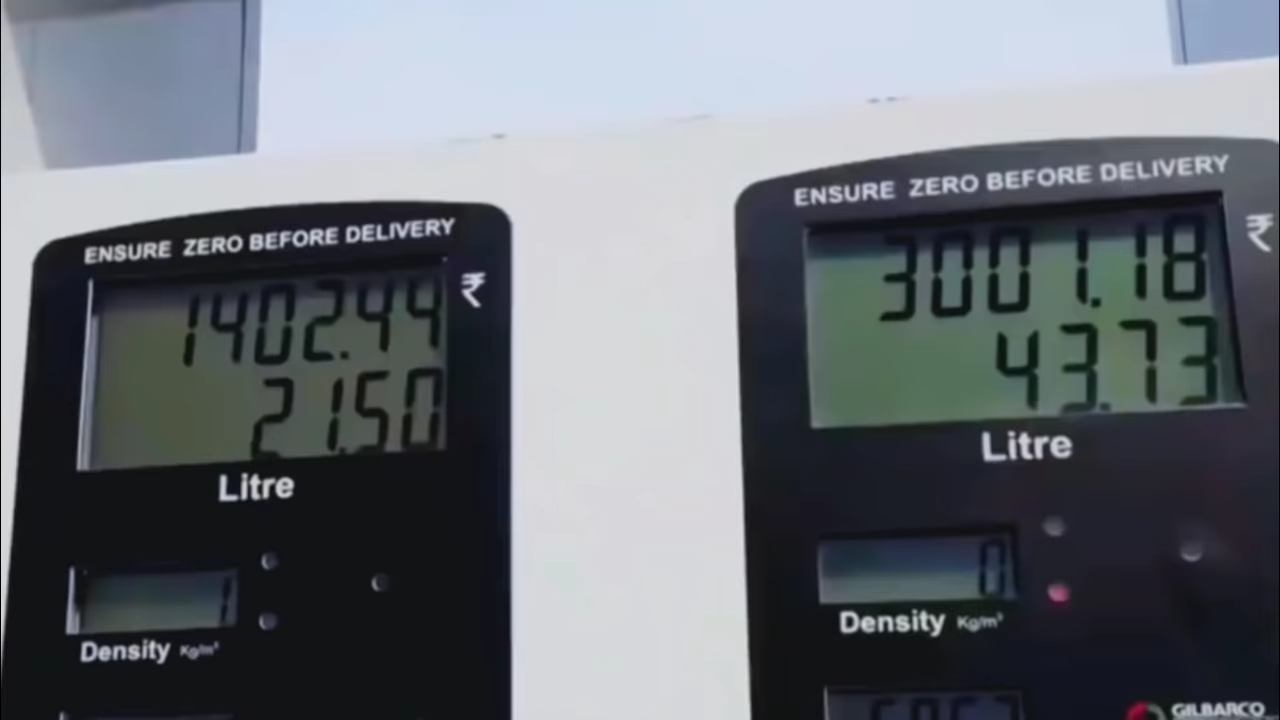 ENSURE ZERO BEFORE DELIVERY
1402.44 ₹
21.50
Litre
1
Density Kg/m³
ENSURE ZERO BEFORE DELIVERY
3001.18 ₹
43.73
Litre
0
Density Kg/m³
GILBARCO